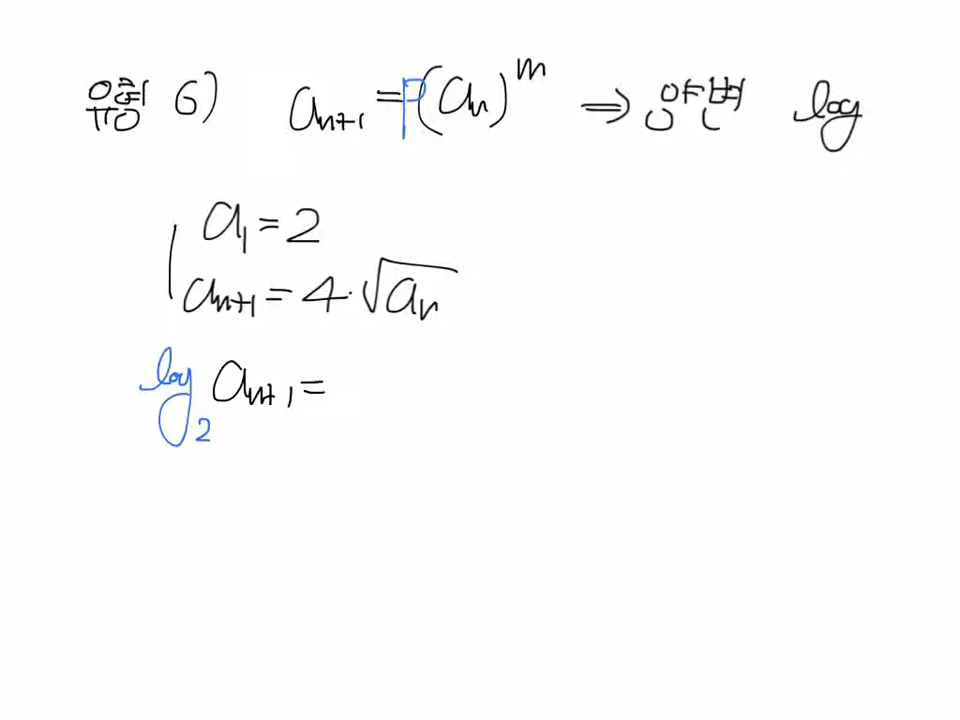 유형 6) a_{n+1} = p(a_n)^m ⇒ 양변 log
a_1 = 2
a_{n+1} = 4·√a_n
log_2 a_{n+1} =